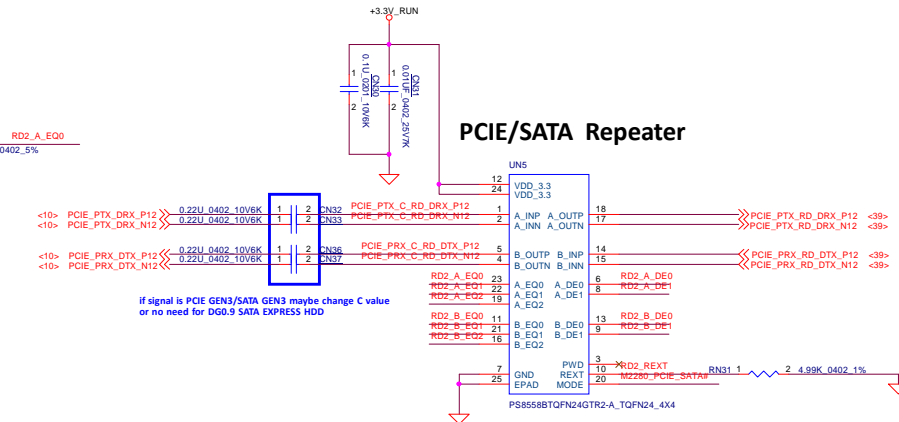 +3.3V_RUN
1
2
CN30
0.1U_0201_10V6K
1
2
CN31
0.01UF_0402_25V7K
RD2_A_EQ0
0402_5%
PCIE/SATA Repeater
UN5
12 VDD_3.3
24 VDD_3.3
<10> PCIE_PTX_DRX_P12 0.22U_0402_10V6K 1 2 CN32 PCIE_PTX_C_RD_DRX_P12 1 A_INP A_OUTP 18 PCIE_PTX_RD_DRX_P12 <39>
<10> PCIE_PTX_DRX_N12 0.22U_0402_10V6K 1 2 CN33 PCIE_PTX_C_RD_DRX_N12 2 A_INN A_OUTN 17 PCIE_PTX_RD_DRX_N12 <39>
<10> PCIE_PRX_DTX_P12 0.22U_0402_10V6K 1 2 CN36 PCIE_PRX_C_RD_DTX_P12 5 B_OUTP B_INP 14 PCIE_PRX_RD_DTX_P12 <39>
<10> PCIE_PRX_DTX_N12 0.22U_0402_10V6K 1 2 CN37 PCIE_PRX_C_RD_DTX_N12 4 B_OUTN B_INN 15 PCIE_PRX_RD_DTX_N12 <39>
RD2_A_EQ0 23 A_EQ0 A_DE0 6 RD2_A_DE0
RD2_A_EQ1 22 A_EQ1 A_DE1 8 RD2_A_DE1
RD2_A_EQ2 19 A_EQ2
if signal is PCIE GEN3/SATA GEN3 maybe change C value
or no need for DG0.9 SATA EXPRESS HDD
RD2_B_EQ0 11 B_EQ0 B_DE0 13 RD2_B_DE0
RD2_B_EQ1 21 B_EQ1 B_DE1 9 RD2_B_DE1
RD2_B_EQ2 16 B_EQ2
PWD 3
7 GND REXT 10 RD2_REXT RN31 1 2 4.99K_0402_1%
25 EPAD MODE 20 M2280_PCIE_SATA#
PS8558BTQFN24GTR2-A_TQFN24_4X4